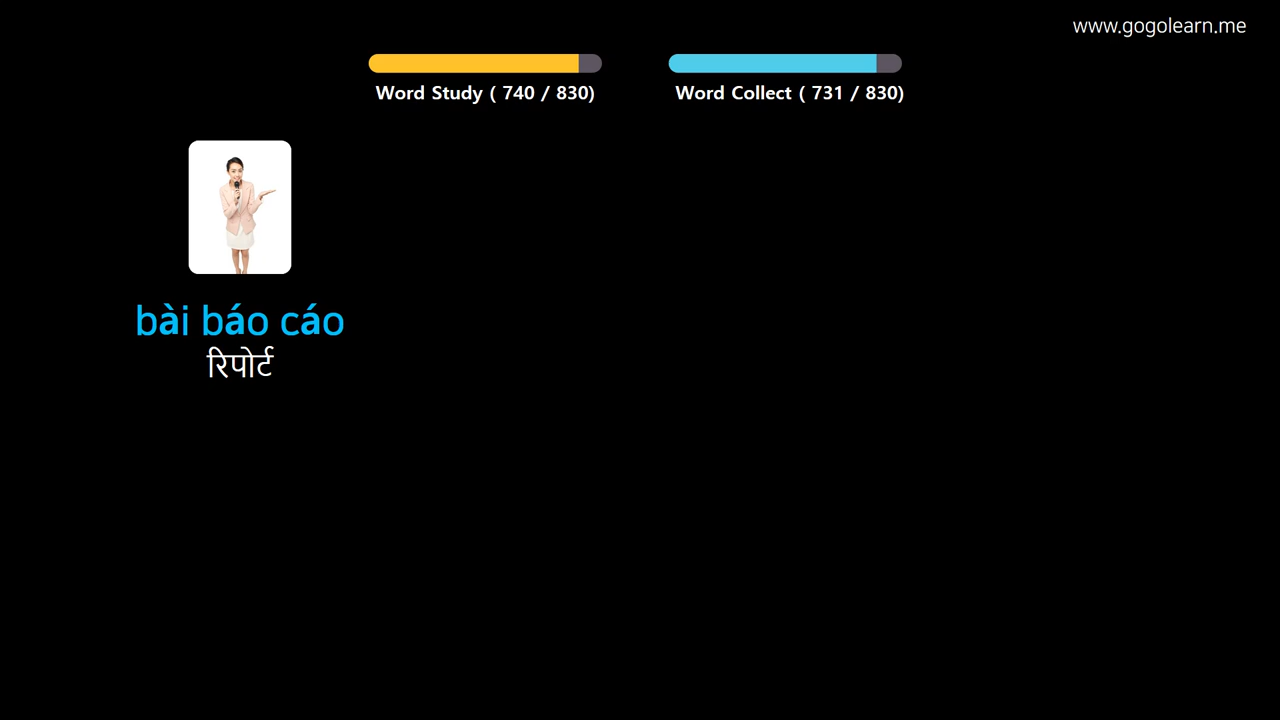 www.gogolearn.me
Word Study ( 740 / 830)
Word Collect ( 731 / 830)
bài báo cáo
रिपोर्ट